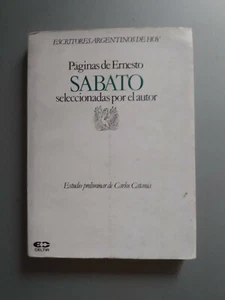 ESCRITORES ARGENTINOS DE HOY
Páginas de Ernesto
SABATO
seleccionadas por el autor
Estudio preliminar de Carlos Catania